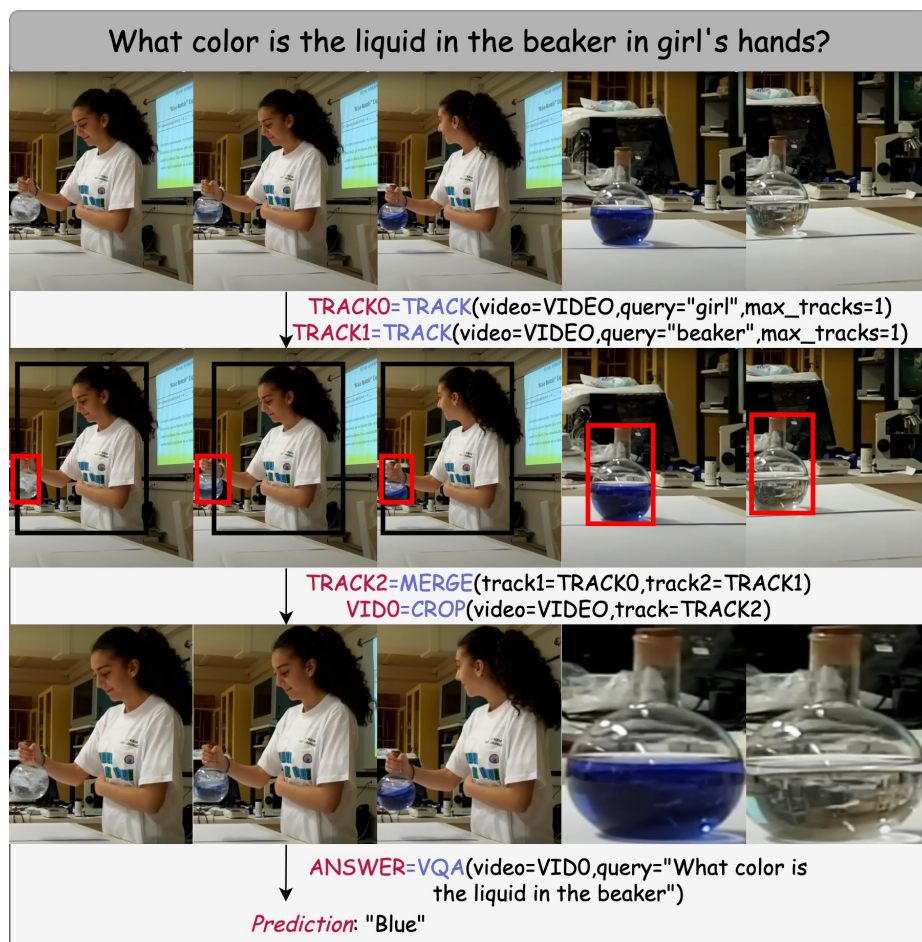 What color is the liquid in the beaker in girl's hands?
TRACK0=TRACK(video=VIDEO,query="girl",max_tracks=1)
TRACK1=TRACK(video=VIDEO,query="beaker",max_tracks=1)
TRACK2=MERGE(track1=TRACK0,track2=TRACK1)
VID0=CROP(video=VIDEO,track=TRACK2)
ANSWER=VQA(video=VID0,query="What color is
the liquid in the beaker")
Prediction: "Blue"